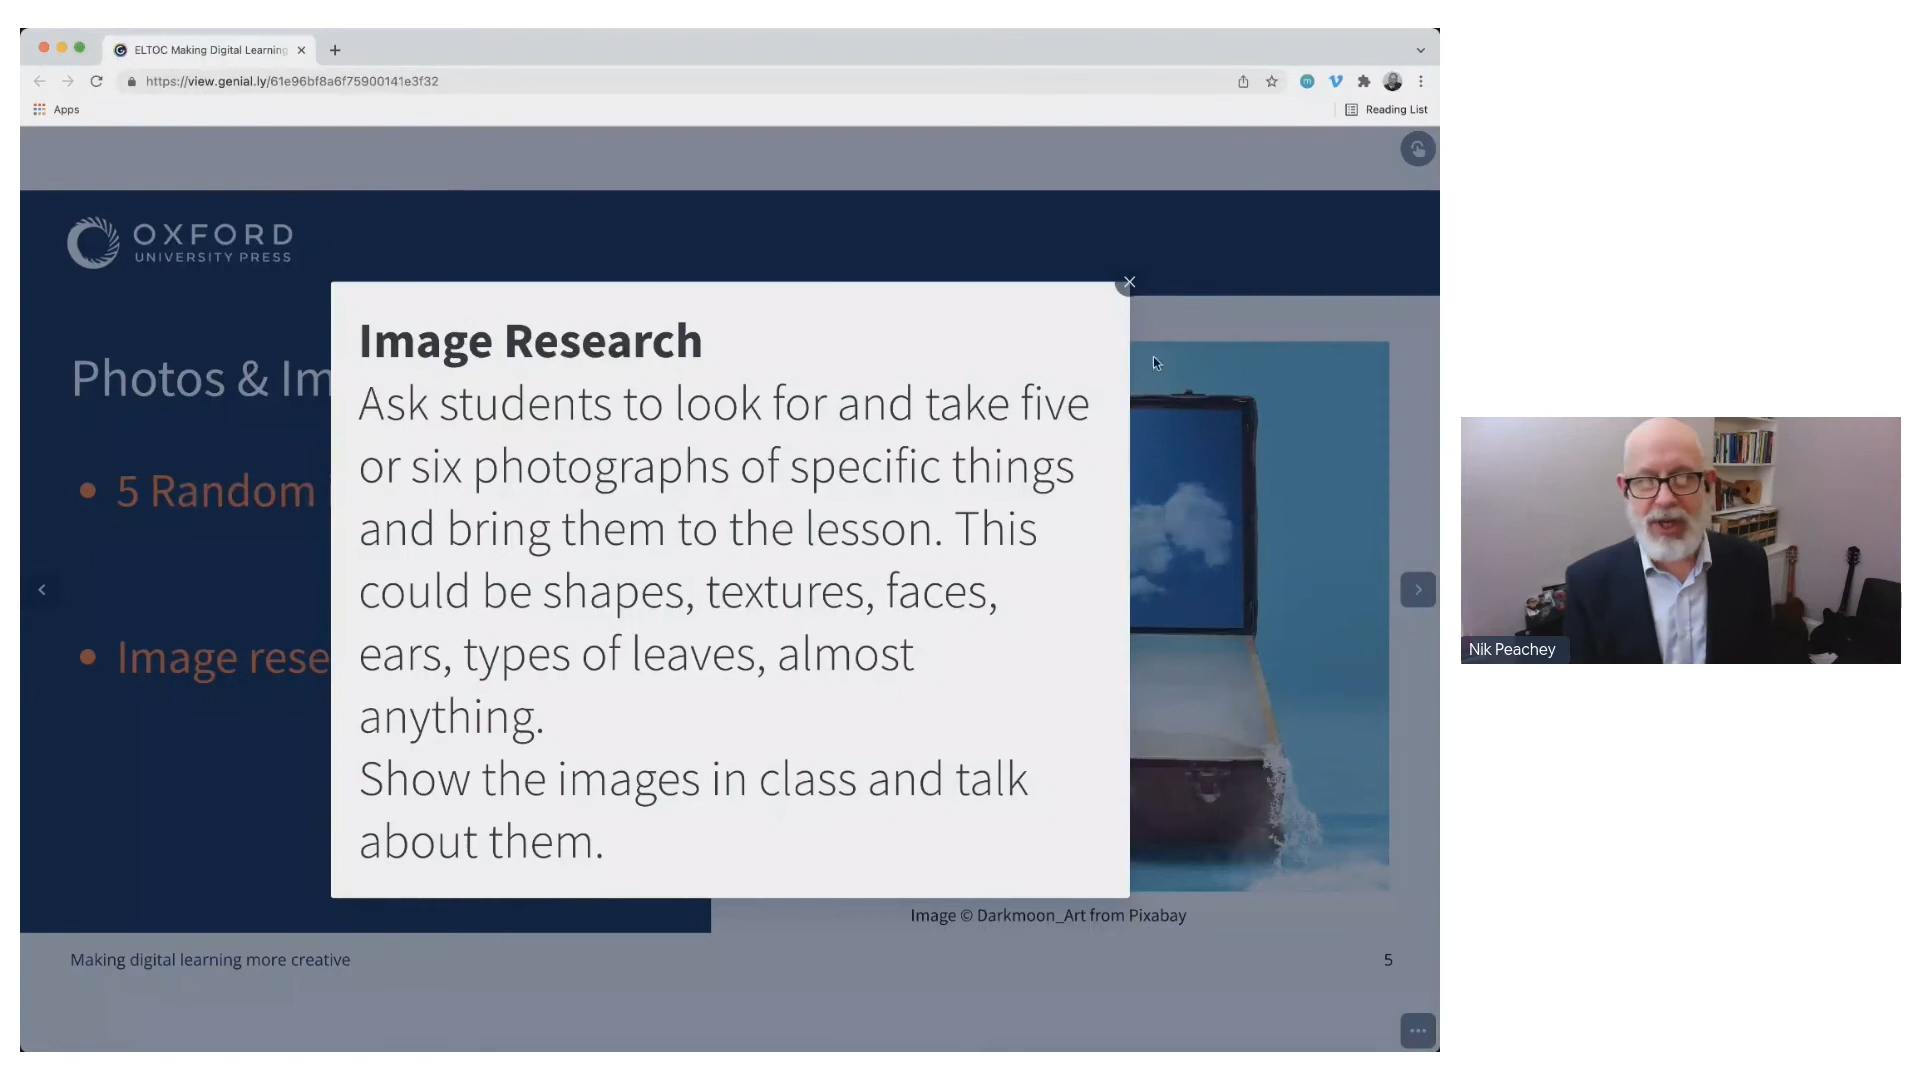 ELTOC Making Digital Learning
https://view.genial.ly/61e96bf8a6f75900141e3f32
Apps
Reading List
OXFORD
UNIVERSITY PRESS
Photos & Im
5 Random
Image rese
Image Research
Ask students to look for and take five
or six photographs of specific things
and bring them to the lesson. This
could be shapes, textures, faces,
ears, types of leaves, almost
anything.
Show the images in class and talk
about them.
Image © Darkmoon_Art from Pixabay
Making digital learning more creative
5
Nik Peachey